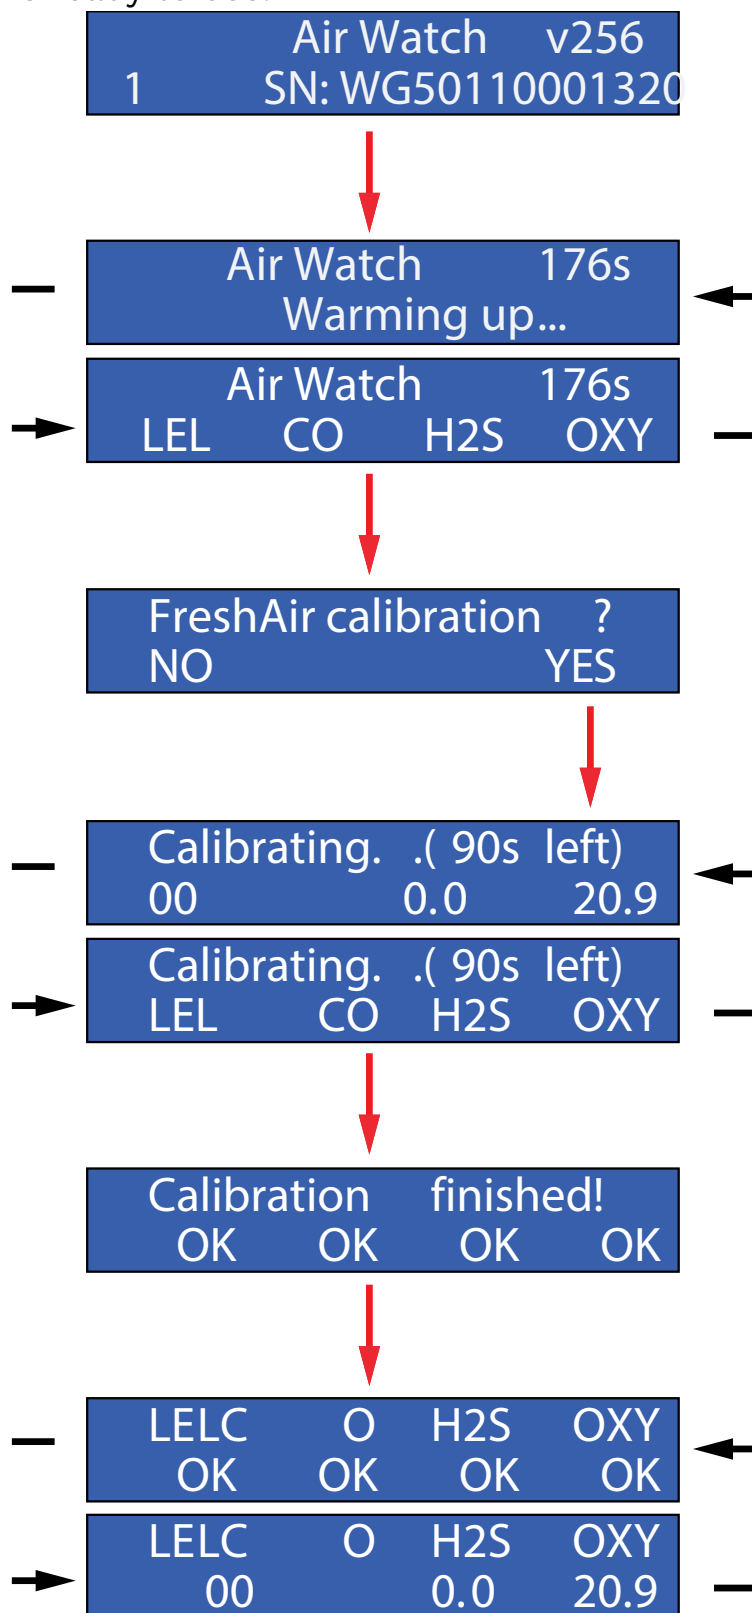 Air Watch v256
1 SN: WG50110001320
Air Watch 176s
Warming up...
Air Watch 176s
LEL CO H2S OXY
FreshAir calibration ?
NO YES
Calibrating. .( 90s left)
00 0.0 20.9
Calibrating. .( 90s left)
LEL CO H2S OXY
Calibration finished!
OK OK OK OK
LELC O H2S OXY
OK OK OK OK
LELC O H2S OXY
00 0.0 20.9